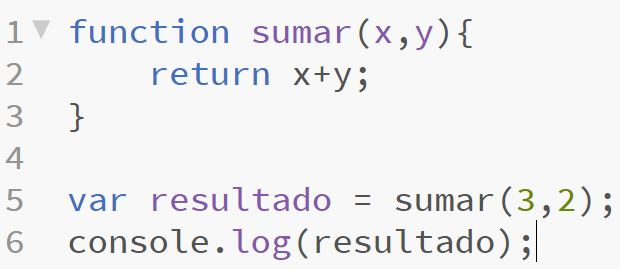 1 function sumar(x,y){
2 return x+y;
3 }
4
5 var resultado = sumar(3,2);
6 console.log(resultado);